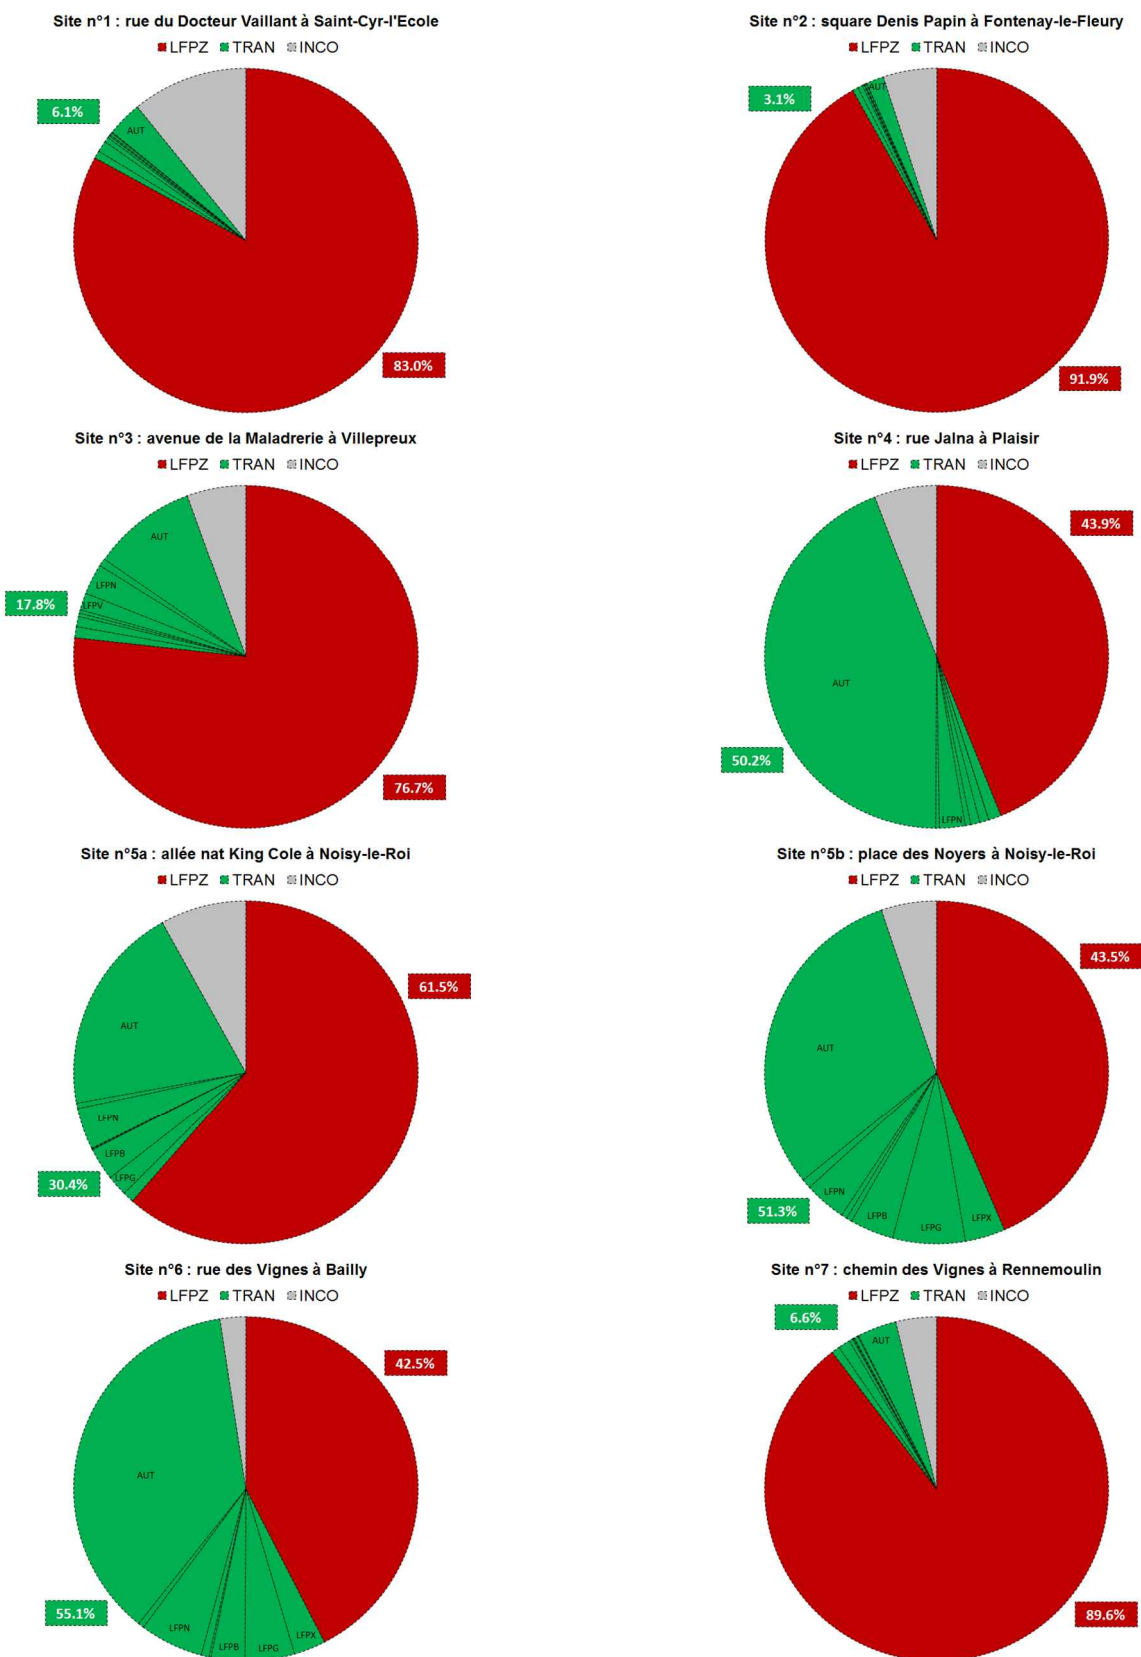 Site n°1 : rue du Docteur Vaillant à Saint-Cyr-l'Ecole
LFPZ TRAN INCO
6.1%
AUT
83.0%
Site n°2 : square Denis Papin à Fontenay-le-Fleury
LFPZ TRAN INCO
3.1%
AUT
91.9%
Site n°3 : avenue de la Maladrerie à Villepreux
LFPZ TRAN INCO
AUT
LFPN
LFPV
17.8%
76.7%
Site n°4 : rue Jalna à Plaisir
LFPZ TRAN INCO
43.9%
AUT
50.2%
LFPN
Site n°5a : allée nat King Cole à Noisy-le-Roi
LFPZ TRAN INCO
61.5%
AUT
LFPN
LFPB
LFPG
30.4%
Site n°5b : place des Noyers à Noisy-le-Roi
LFPZ TRAN INCO
43.5%
AUT
LFPN
51.3%
LFPB
LFPG
LFPX
Site n°6 : rue des Vignes à Bailly
LFPZ TRAN INCO
42.5%
AUT
55.1%
LFPN
LFPB
LFPG
LFPX
Site n°7 : chemin des Vignes à Rennemoulin
LFPZ TRAN INCO
6.6%
AUT
89.6%